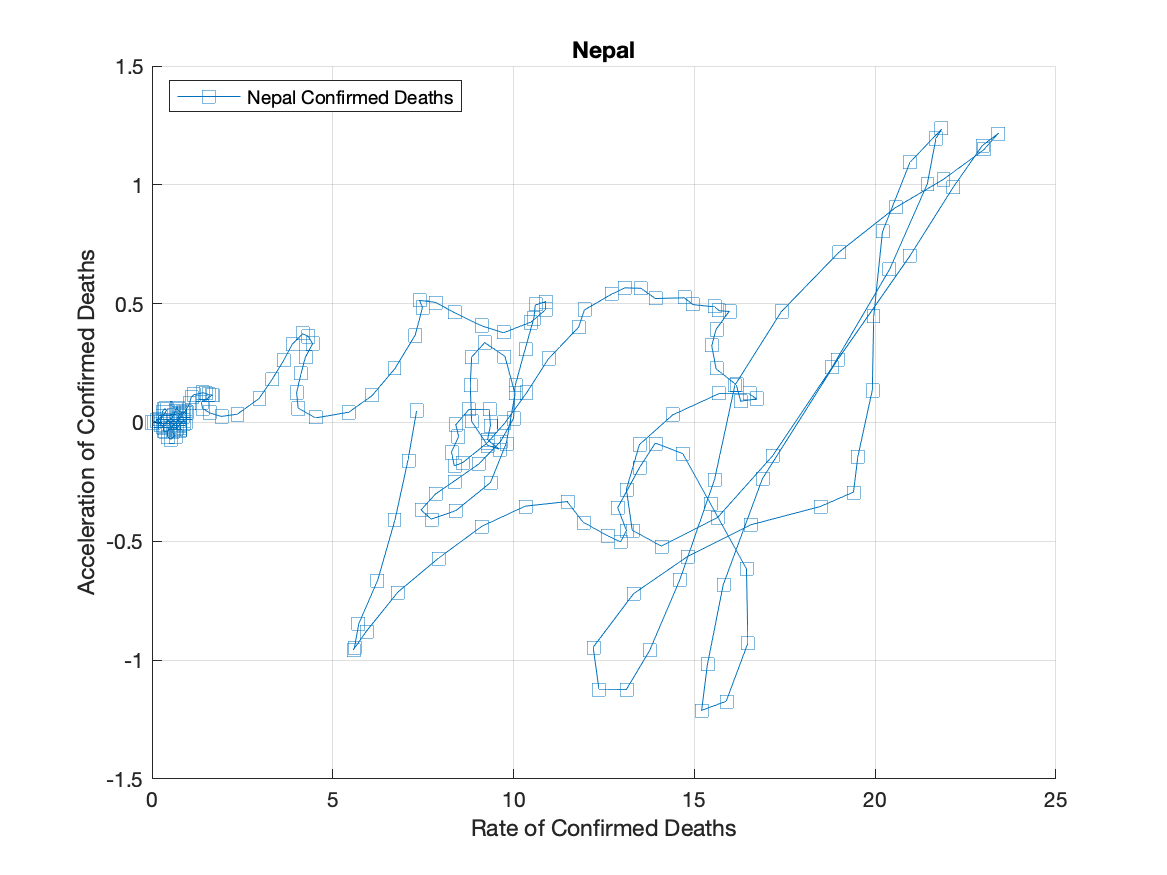 Nepal
1.5
Nepal Confirmed Deaths
1
0.5
0
-0.5
-1
-1.5
Acceleration of Confirmed Deaths
0 5 10 15 20 25
Rate of Confirmed Deaths